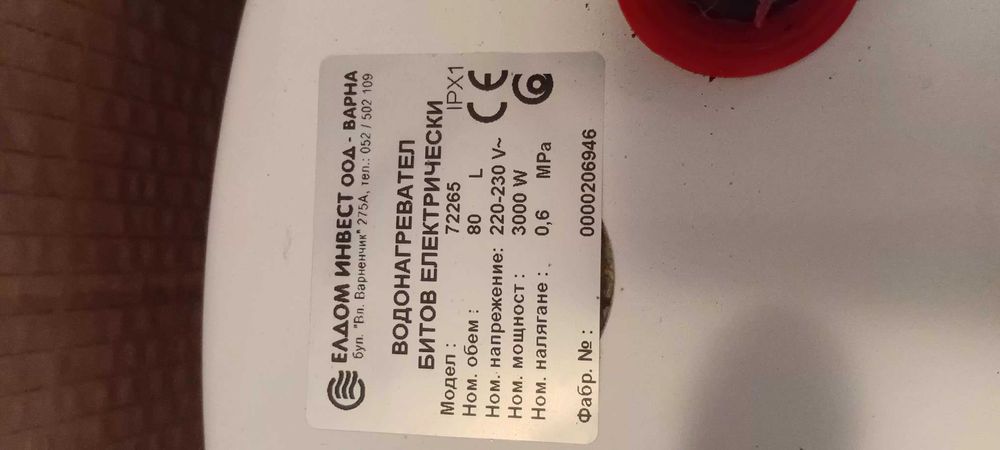 ЕЛДОМ ИНВЕСТ ООД - ВАРНА
бул. "Вл. Варненчик" 275А, тел.: 052 / 502 109
ВОДОНАГРЕВАТЕЛ
БИТОВ ЕЛЕКТРИЧЕСКИ
Модел : 72265 IPX1
Ном. обем : 80 L
Ном. напрежение: 220-230 V~
Ном. мощност : 3000 W
Ном. налягане : 0,6 MPa
Фабр. № : 0000206946
CE